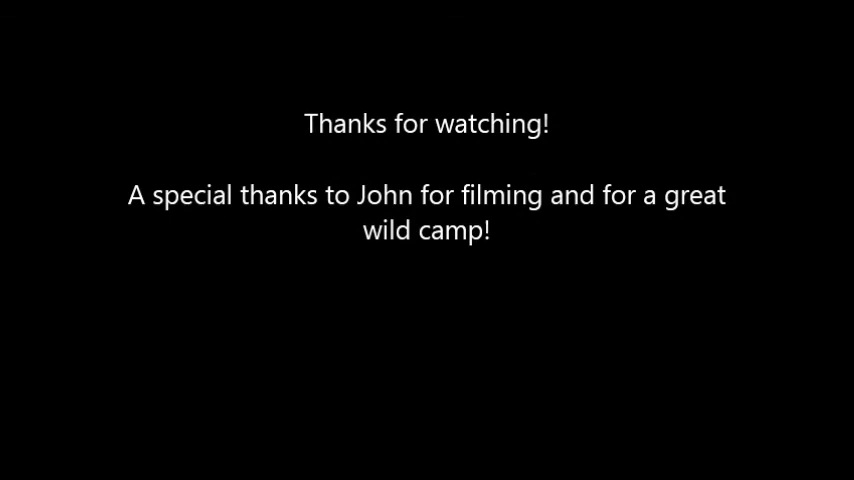 Thanks for watching!
A special thanks to John for filming and for a great
wild camp!